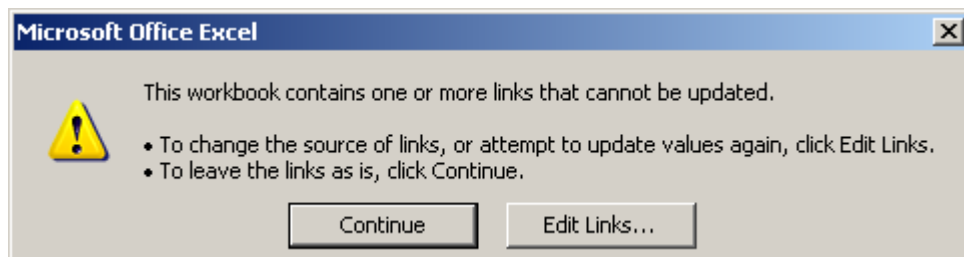 Microsoft Office Excel
This workbook contains one or more links that cannot be updated.
• To change the source of links, or attempt to update values again, click Edit Links.
• To leave the links as is, click Continue.
Continue
Edit Links...